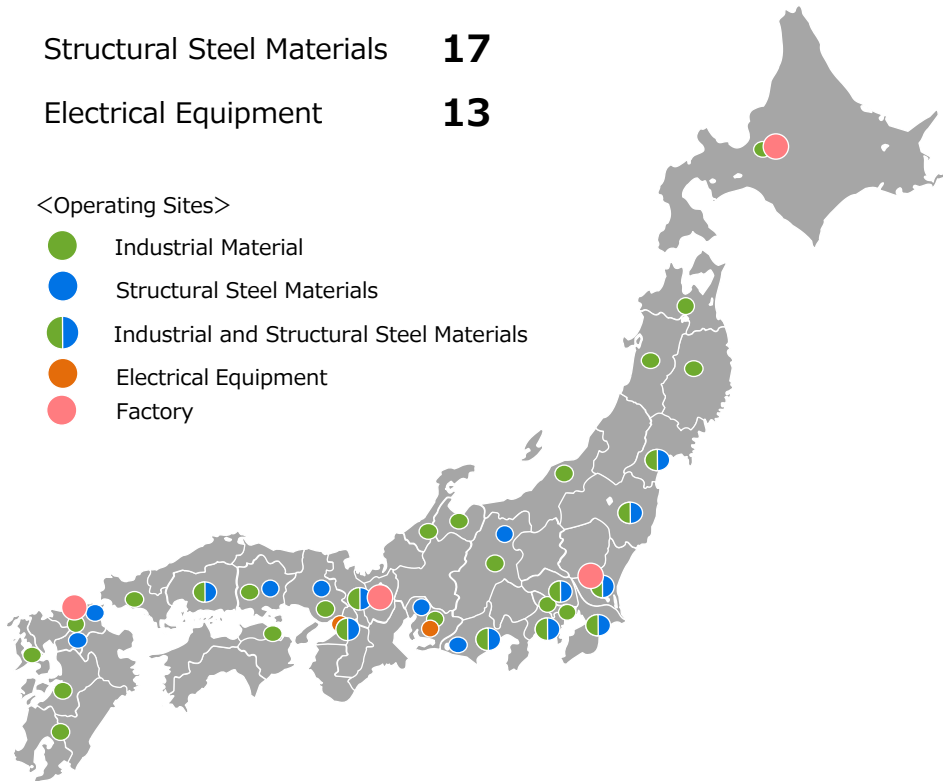 Structural Steel Materials 17
Electrical Equipment 13
<Operating Sites>
Industrial Material
Structural Steel Materials
Industrial and Structural Steel Materials
Electrical Equipment
Factory